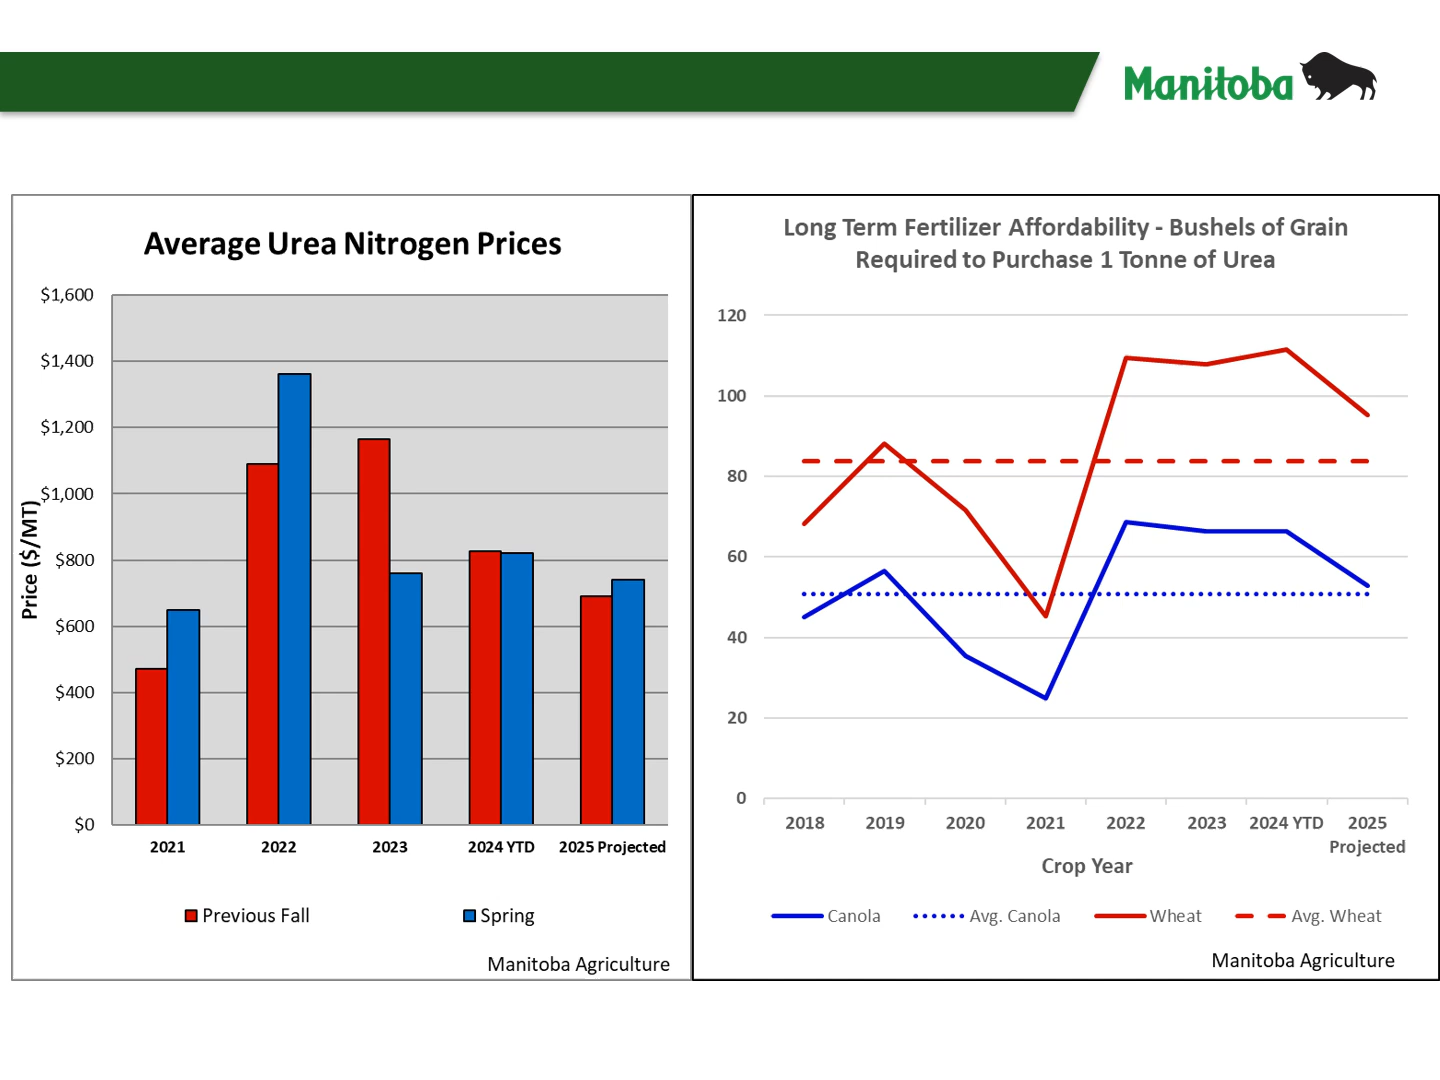 Manitoba
Average Urea Nitrogen Prices
$1,600
$1,400
$1,200
$1,000
$800
$600
$400
$200
$0
Price ($/MT)
2021 2022 2023 2024 YTD 2025 Projected
Previous Fall Spring
Manitoba Agriculture
Long Term Fertilizer Affordability - Bushels of Grain
Required to Purchase 1 Tonne of Urea
120
100
80
60
40
20
0
2018 2019 2020 2021 2022 2023 2024 YTD 2025
Projected
Crop Year
Canola Avg. Canola Wheat Avg. Wheat
Manitoba Agriculture